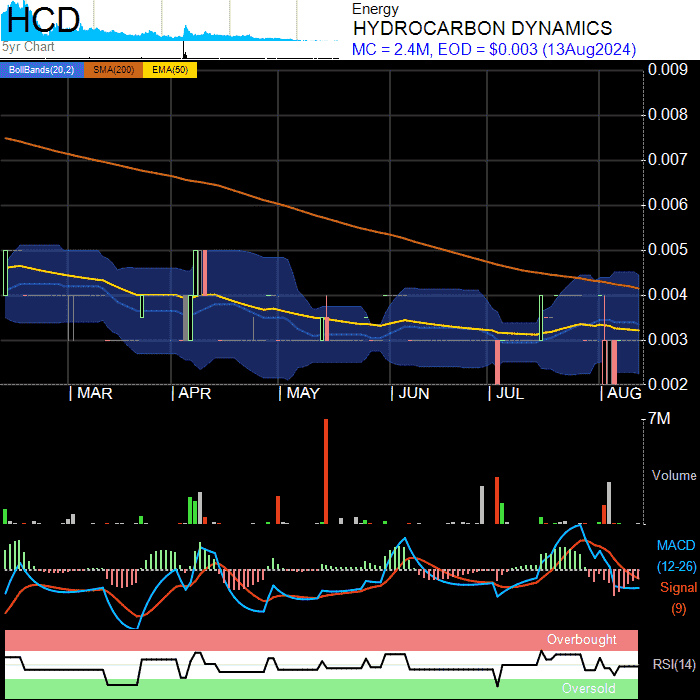 HCD
5yr Chart
Energy
HYDROCARBON DYNAMICS
MC = 2.4M, EOD = $0.003 (13Aug2024)
BollBands(20,2) SMA(200) EMA(50)
0.009
0.008
0.007
0.006
0.005
0.004
0.003
0.002
MAR APR MAY JUN JUL AUG
7M
Volume
MACD
(12-26)
Signal
(9)
Overbought
RSI(14)
Oversold